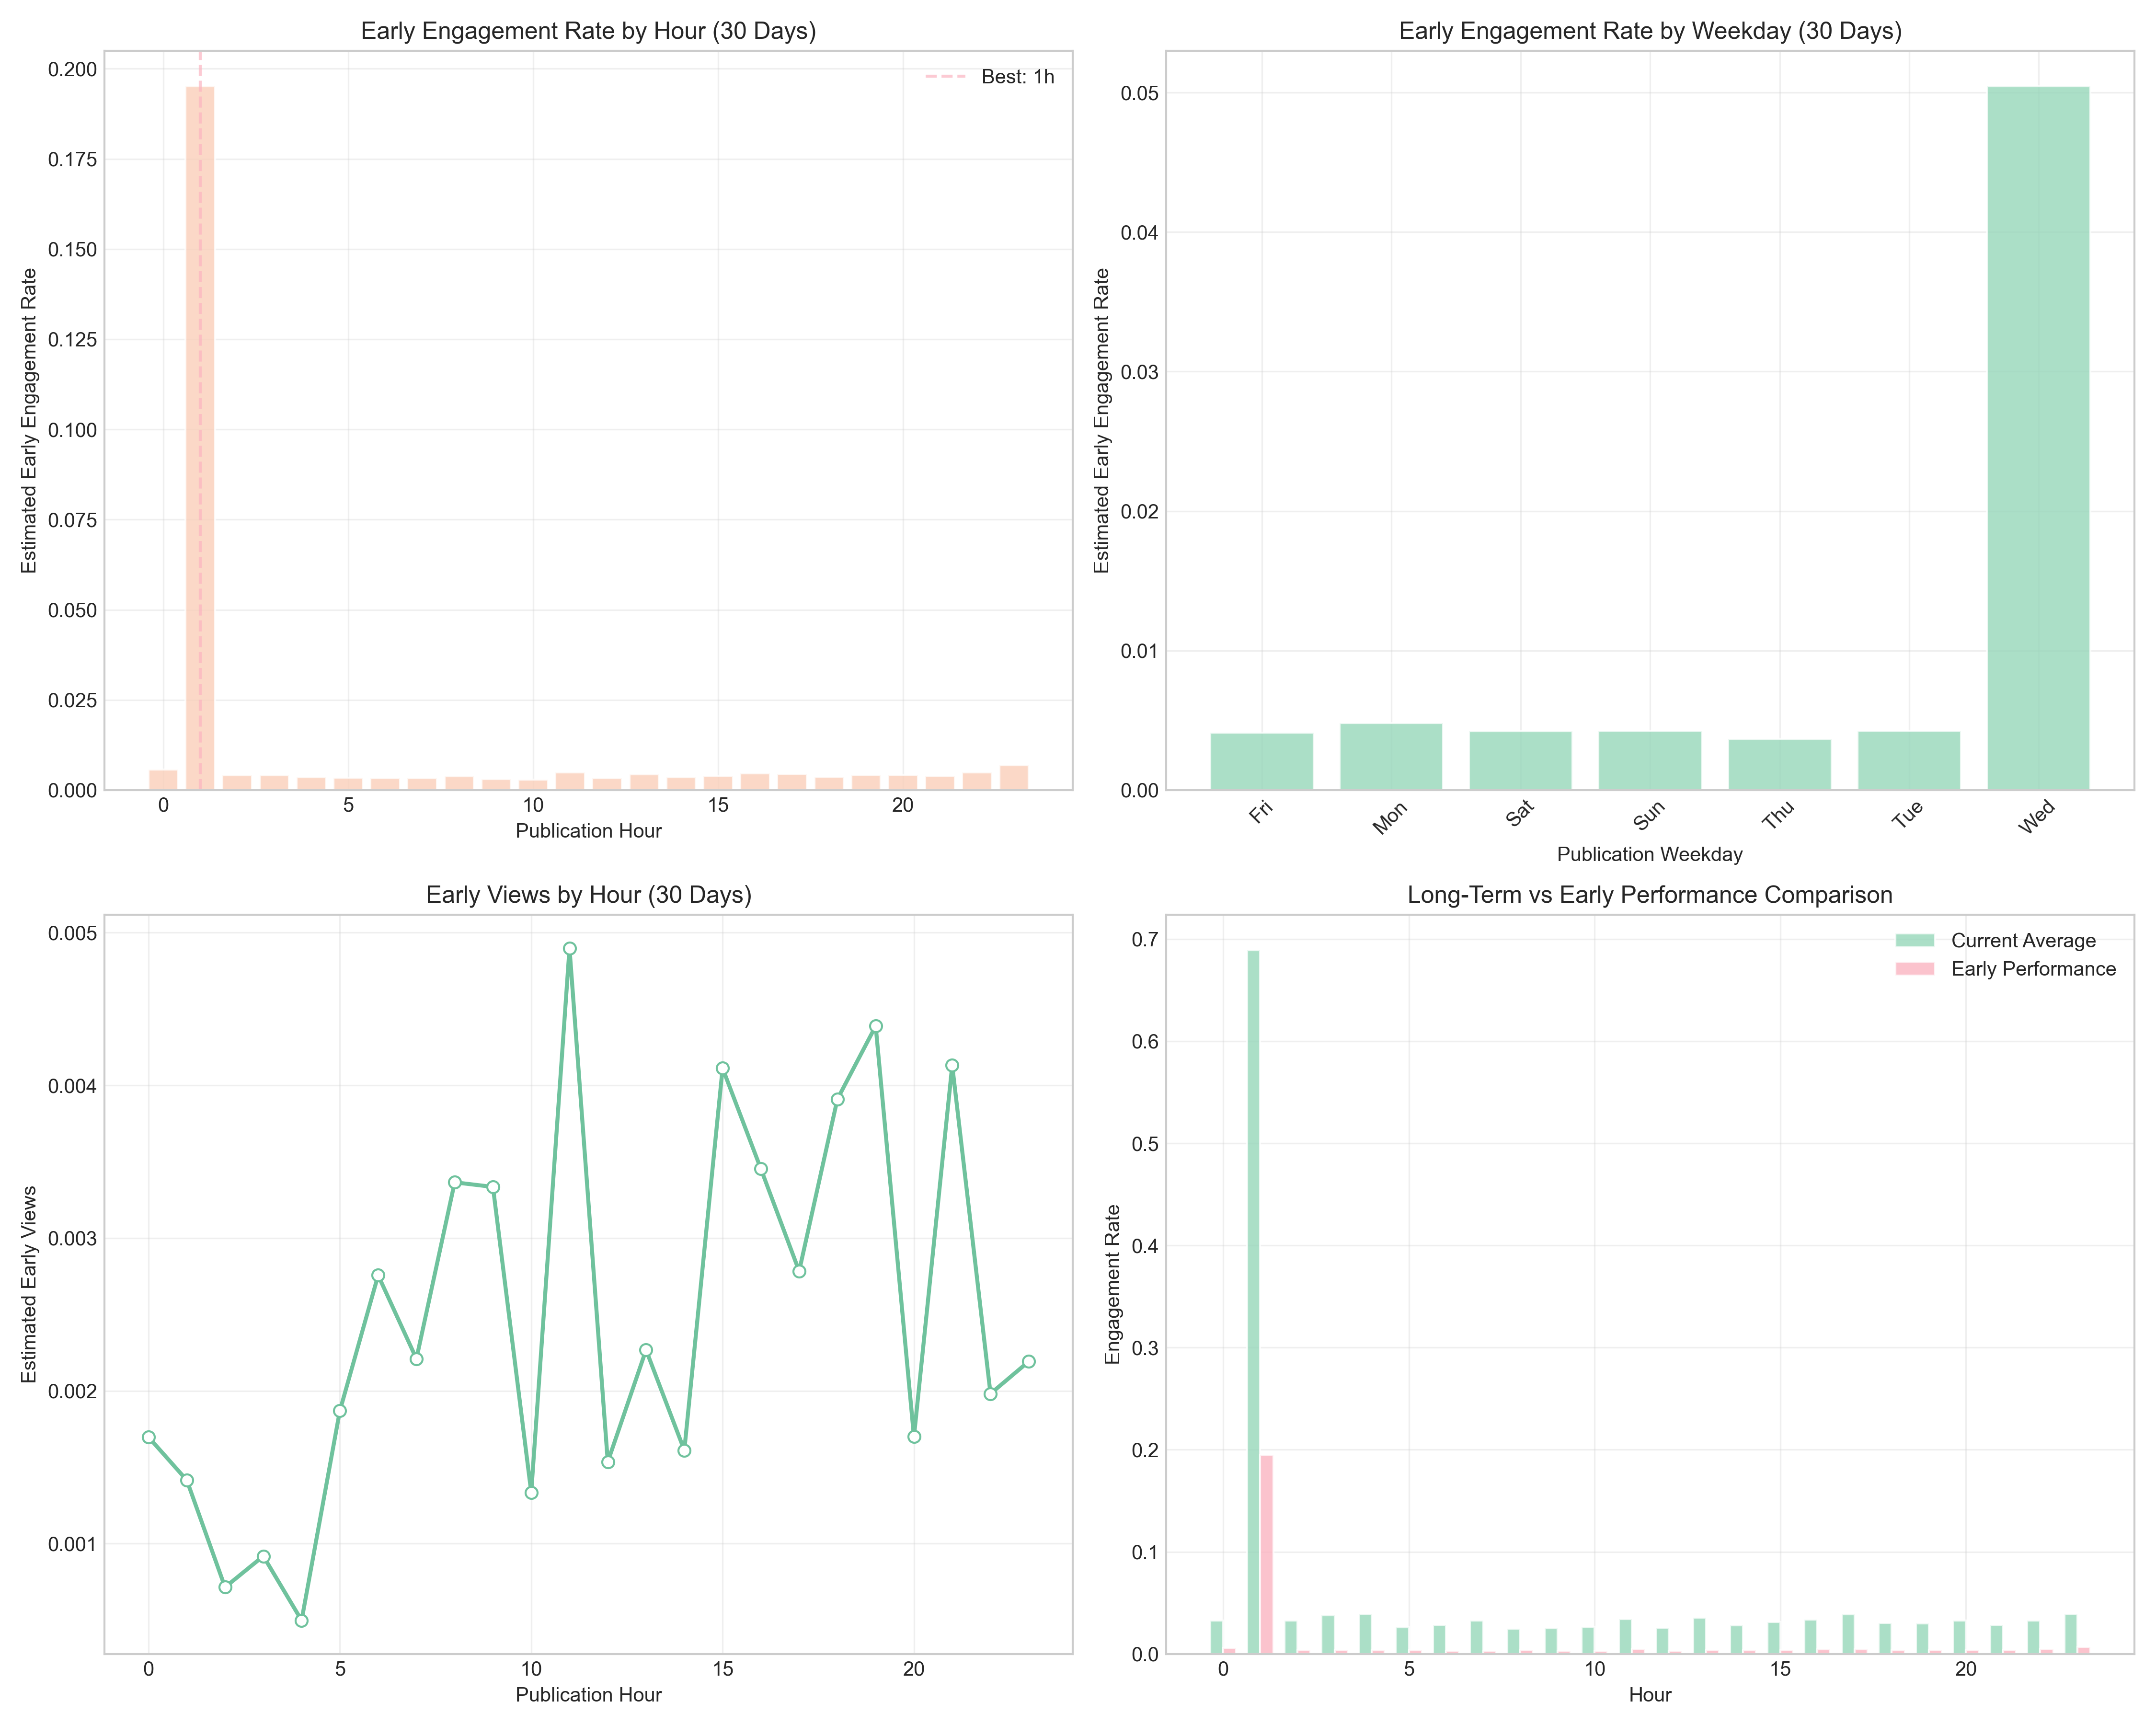 Early Engagement Rate by Hour (30 Days)
Estimated Early Engagement Rate
0.200
0.175
0.150
0.125
0.100
0.075
0.050
0.025
0.000
Best: 1h
0 5 10 15 20
Publication Hour
Early Engagement Rate by Weekday (30 Days)
Estimated Early Engagement Rate
0.05
0.04
0.03
0.02
0.01
0.00
Fri Mon Sat Sun Thu Tue Wed
Publication Weekday
Early Views by Hour (30 Days)
Estimated Early Views
0.005
0.004
0.003
0.002
0.001
0 5 10 15 20
Publication Hour
Long-Term vs Early Performance Comparison
Engagement Rate
0.7
0.6
0.5
0.4
0.3
0.2
0.1
0.0
Current Average
Early Performance
0 5 10 15 20
Hour